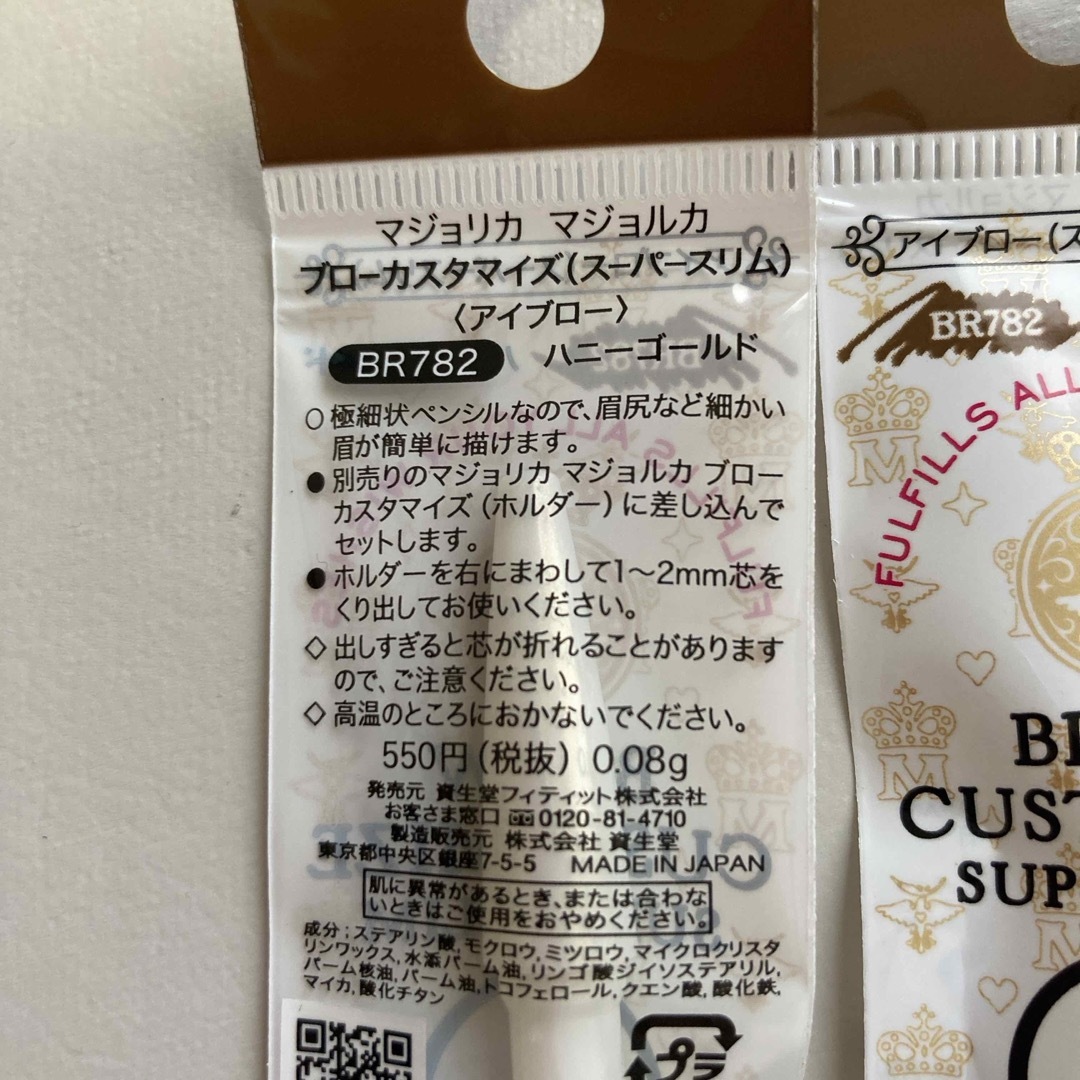 マジョリカ マジョルカ
ブローカスタマイズ(スーパースリム)
〈アイブロー〉
BR782 ハニーゴールド
○極細状ペンシルなので、眉尻など細かい
眉が簡単に描けます。
●別売りのマジョリカ マジョルカ ブロー
カスタマイズ(ホルダー)に差し込んで
セットします。
●ホルダーを右にまわして1〜2mm芯を
くり出してお使いください。
◇出しすぎると芯が折れることがあります
ので、ご注意ください。
◇高温のところにおかないでください。
550円(税抜) 0.08g
発売元 資生堂フィティット株式会社
お客さま窓口 0120-81-4710
製造販売元 株式会社 資生堂
東京都中央区銀座7-5-5 MADE IN JAPAN
肌に異常があるとき、または合わな
いときはご使用をおやめください。
成分;ステアリン酸,モクロウ,ミツロウ,マイクロクリスタ
リンワックス,水添パーム油,リンゴ酸ジイソステアリル,
パーム核油,パーム油,トコフェロール,クエン酸,酸化鉄,
マイカ,酸化チタン
プラ
アイブロー(ス
BR782
FULFILLS ALL
M
M
BR
CUST
SUP